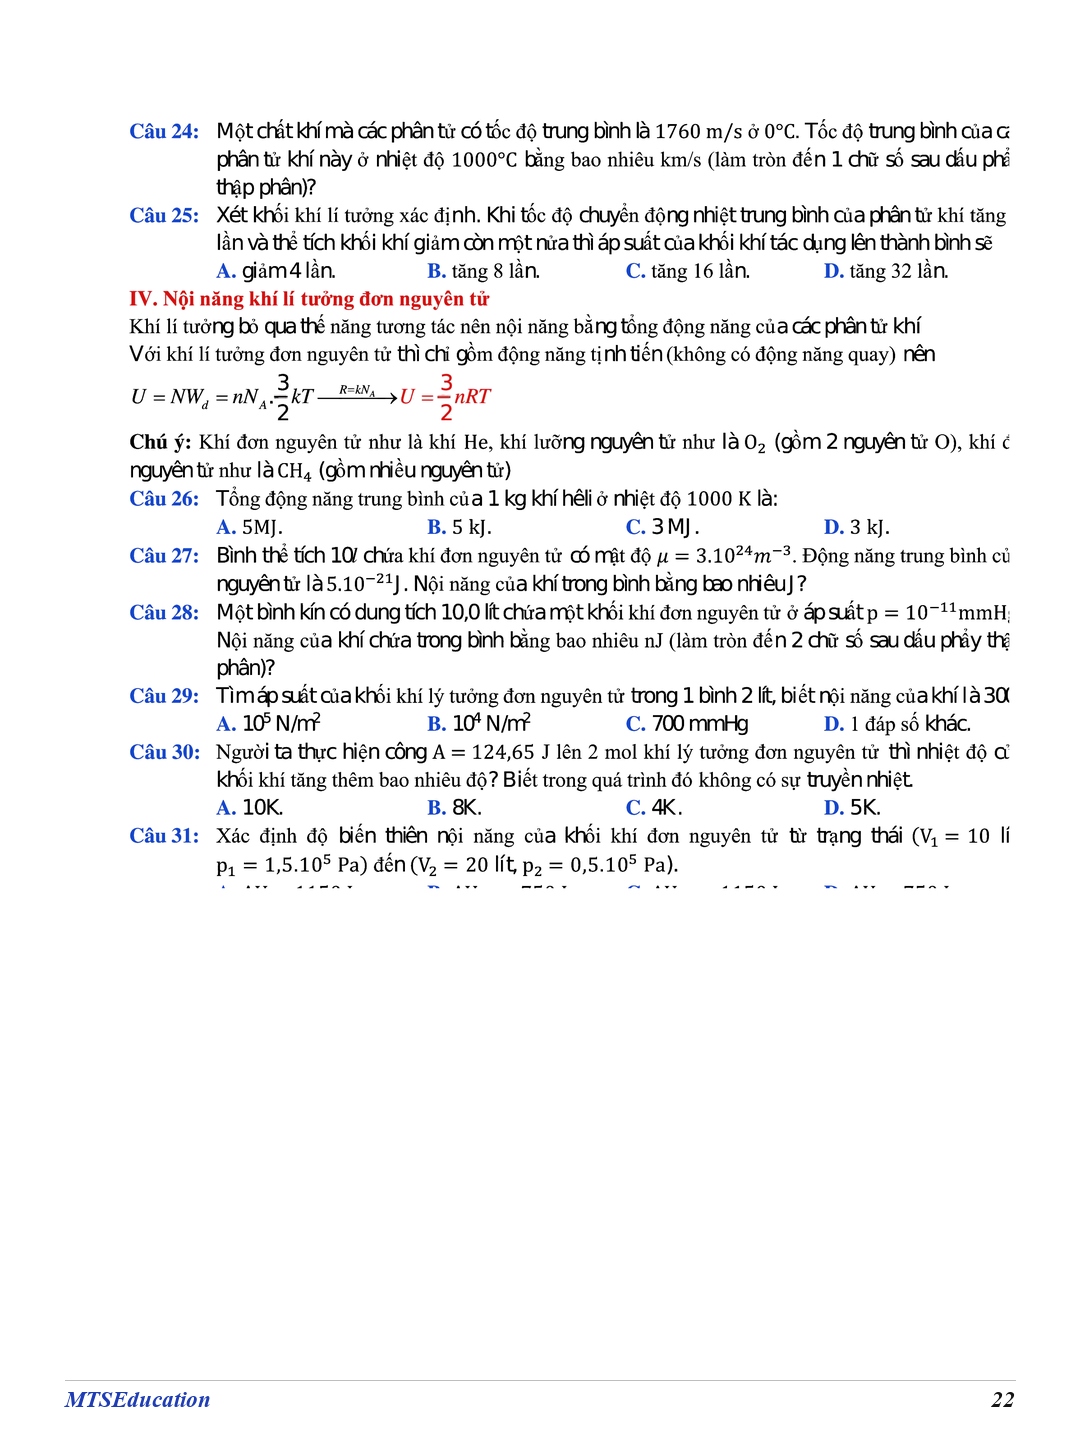 Câu 24: Một chất khí mà các phân tử có tốc độ trung bình là 1760 m/s ở 0°C. Tốc độ trung bình của
phân tử khí này ở nhiệt độ 1000°C bằng bao nhiêu km/s (làm tròn đến 1 chữ số sau dấu
thập phân)?
Câu 25: Xét khối khí lí tưởng xác định. Khi tốc độ chuyển động nhiệt trung bình của phân tử khí tăng
lần và thể tích khối khí giảm còn một nửa thì áp suất của khối khí tác dụng lên thành bình sẽ
A. giảm 4 lần. B. tăng 8 lần. C. tăng 16 lần. D. tăng 32 lần.
IV. Nội năng khí lí tưởng đơn nguyên tử
Khí lí tưởng bỏ qua thế năng tương tác nên nội năng bằng tổng động năng của các phân tử khí
Với khí lí tưởng đơn nguyên tử thì chỉ gồm động năng tịnh tiến (không có động năng quay) nên
U = NW_d = nN_A . 3/2 kT —R=kN_A→ U = 3/2 nRT
Chú ý: Khí đơn nguyên tử như là khí He, khí lưỡng nguyên tử như là O₂ (gồm 2 nguyên tử O), khí
nguyên tử như là CH₄ (gồm nhiều nguyên tử)
Câu 26: Tổng động năng trung bình của 1 kg khí hêli ở nhiệt độ 1000 K là:
A. 5MJ. B. 5 kJ. C. 3 MJ. D. 3 kJ.
Câu 27: Bình thể tích 10l chứa khí đơn nguyên tử có mật độ μ = 3.10²⁴m⁻³. Động năng trung bình
nguyên tử là 5.10⁻²¹J. Nội năng của khí trong bình bằng bao nhiêu J?
Câu 28: Một bình kín có dung tích 10,0 lít chứa một khối khí đơn nguyên tử ở áp suất p = 10⁻¹¹mmH
Nội năng của khí chứa trong bình bằng bao nhiêu nJ (làm tròn đến 2 chữ số sau dấu phẩy
phân)?
Câu 29: Tìm áp suất của khối khí lý tưởng đơn nguyên tử trong 1 bình 2 lít, biết nội năng của khí là
A. 10⁵ N/m² B. 10⁴ N/m² C. 700 mmHg D. 1 đáp số khác.
Câu 30: Người ta thực hiện công A = 124,65 J lên 2 mol khí lý tưởng đơn nguyên tử thì nhiệt độ
khối khí tăng thêm bao nhiêu độ? Biết trong quá trình đó không có sự truyền nhiệt.
A. 10K. B. 8K. C. 4K. D. 5K.
Câu 31: Xác định độ biến thiên nội năng của khối khí đơn nguyên tử từ trạng thái (V₁ = 10
p₁ = 1,5.10⁵ Pa) đến (V₂ = 20 lít, p₂ = 0,5.10⁵ Pa).
MTSEducation 22